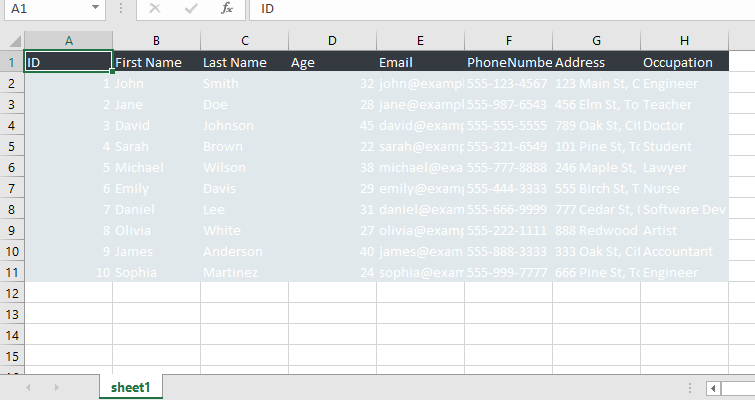 A1 fx ID
A B C D E F G H
1 ID First Name Last Name Age Email PhoneNumbe Address Occupation
2 1 John Smith 32 john@exampl 555-123-4567 123 Main St, C Engineer
3 2 Jane Doe 28 jane@exampl 555-987-6543 456 Elm St, To Teacher
4 3 David Johnson 45 david@examp 555-555-5555 789 Oak St, Cit Doctor
5 4 Sarah Brown 22 sarah@examp 555-321-6549 101 Pine St, To Student
6 5 Michael Wilson 38 michael@exa 555-777-8888 246 Maple St, Lawyer
7 6 Emily Davis 29 emily@examp 555-444-3333 555 Birch St, T Nurse
8 7 Daniel Lee 31 daniel@exam 555-666-9999 777 Cedar St, Software Dev
9 8 Olivia White 27 olivia@examp 555-222-1111 888 Redwood Artist
10 9 James Anderson 40 james@exam 555-888-3333 333 Oak St, Cit Accountant
11 10 Sophia Martinez 24 sophia@exam 555-999-7777 666 Pine St, To Engineer
12
13
14
15
sheet1